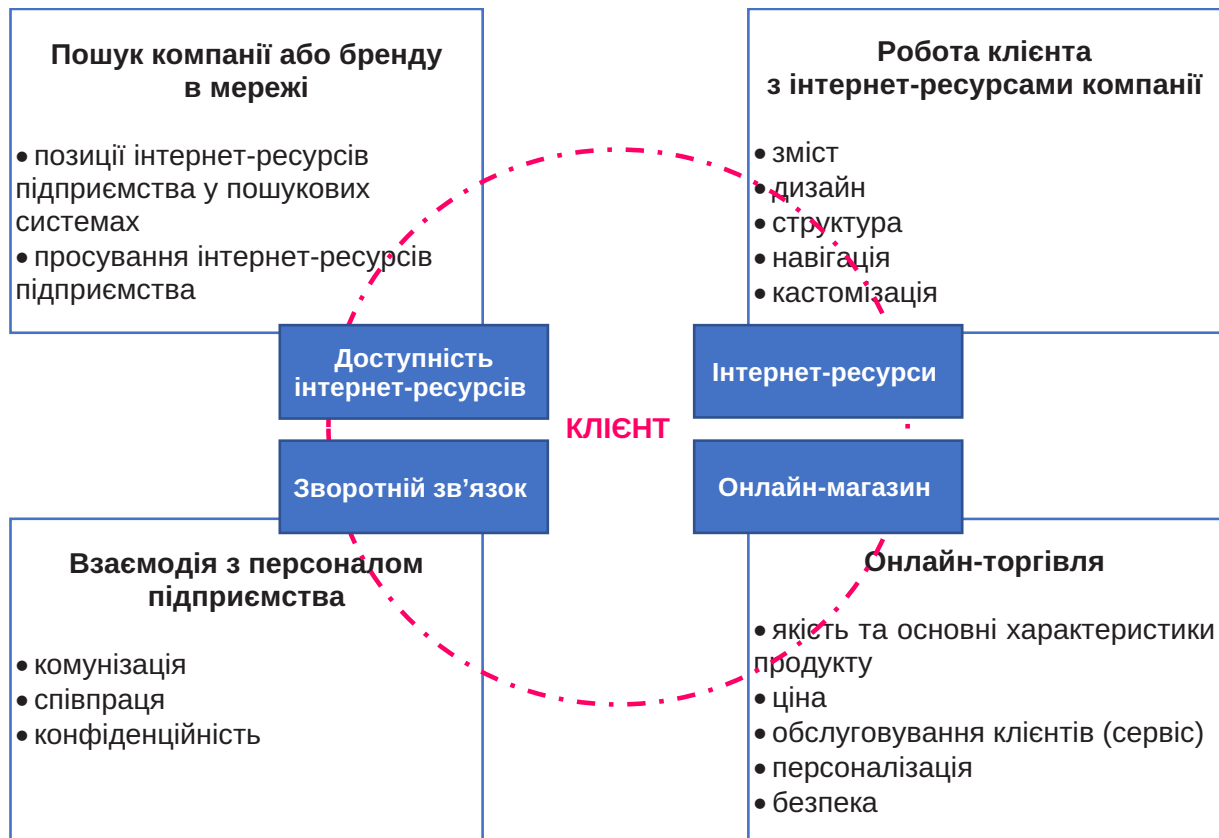 Пошук компанії або бренду
в мережі
• позиції інтернет-ресурсів
підприємства у пошукових
системах
• просування інтернет-ресурсів
підприємства
Робота клієнта
з інтернет-ресурсами компанії
• зміст
• дизайн
• структура
• навігація
• кастомізація
Доступність
інтернет-ресурсів
Інтернет-ресурси
КЛІЄНТ
Зворотній зв’язок
Онлайн-магазин
Взаємодія з персоналом
підприємства
• комунізація
• співпраця
• конфіденційність
Онлайн-торгівля
• якість та основні характеристики
продукту
• ціна
• обслуговування клієнтів (сервіс)
• персоналізація
• безпека